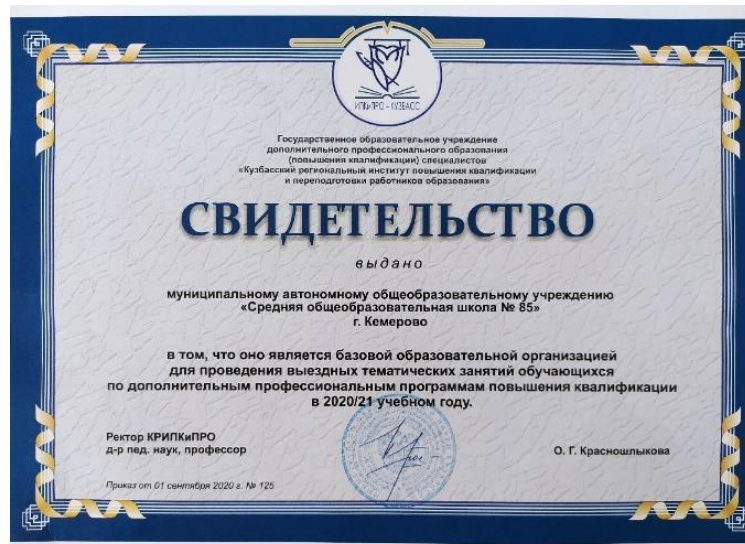 ИПКиПРО - КУЗБАСС
Государственное образовательное учреждение
дополнительного профессионального образования
(повышения квалификации) специалистов
«Кузбасский региональный институт повышения квалификации
и переподготовки работников образования»
СВИДЕТЕЛЬСТВО
выдано
муниципальному автономному общеобразовательному учреждению
«Средняя общеобразовательная школа № 85»
г. Кемерово
в том, что оно является базовой образовательной организацией
для проведения выездных тематических занятий обучающихся
по дополнительным профессиональным программам повышения квалификации
в 2020/21 учебном году.
Ректор КРИПКиПРО
д-р пед. наук, профессор
О. Г. Красношлыкова
Приказ от 01 сентября 2020 г. № 125